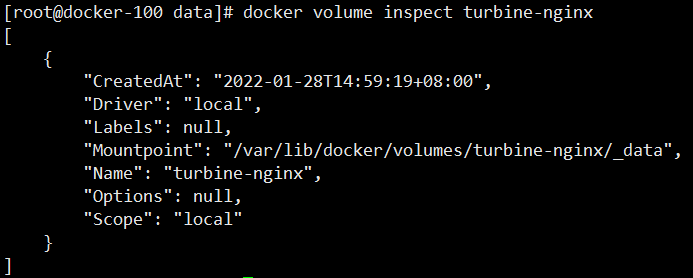 [root@docker-100 data]# docker volume inspect turbine-nginx
[
    {
        "CreatedAt": "2022-01-28T14:59:19+08:00",
        "Driver": "local",
        "Labels": null,
        "Mountpoint": "/var/lib/docker/volumes/turbine-nginx/_data",
        "Name": "turbine-nginx",
        "Options": null,
        "Scope": "local"
    }
]